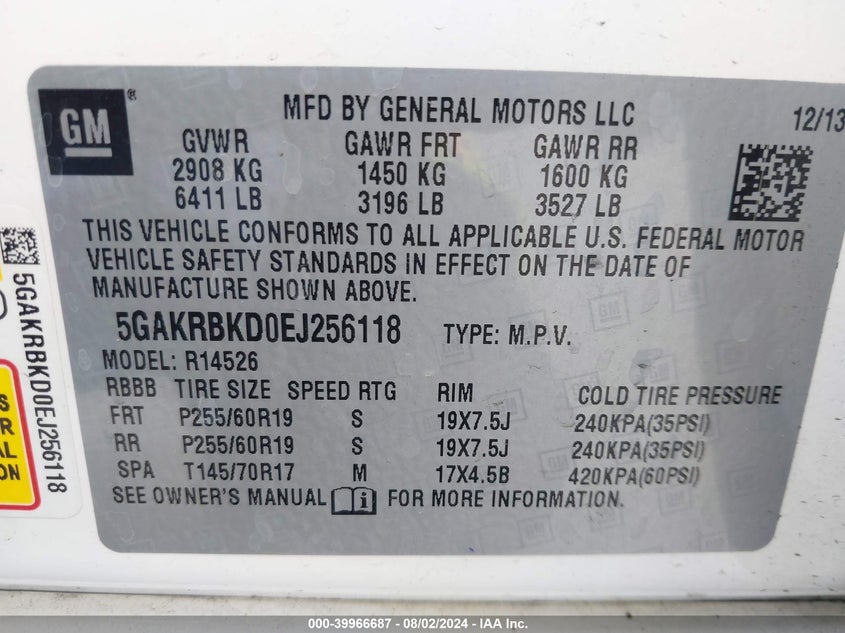 GM ®
MFD BY GENERAL MOTORS LLC
12/13
GVWR GAWR FRT GAWR RR
2908 KG 1450 KG 1600 KG
6411 LB 3196 LB 3527 LB
THIS VEHICLE CONFORMS TO ALL APPLICABLE U.S. FEDERAL MOTOR
VEHICLE SAFETY STANDARDS IN EFFECT ON THE DATE OF
MANUFACTURE SHOWN ABOVE.
5GAKRBKD0EJ256118 TYPE: M.P.V.
MODEL: R14526
RBBB TIRE SIZE SPEED RTG RIM COLD TIRE PRESSURE
FRT P255/60R19 S 19X7.5J 240KPA(35PSI)
RR P255/60R19 S 19X7.5J 240KPA(35PSI)
SPA T145/70R17 M 17X4.5B 420KPA(60PSI)
SEE OWNER'S MANUAL i FOR MORE INFORMATION.
5GAKRBKD0EJ256118
000-39966687 - 08/02/2024 - IAA Inc.